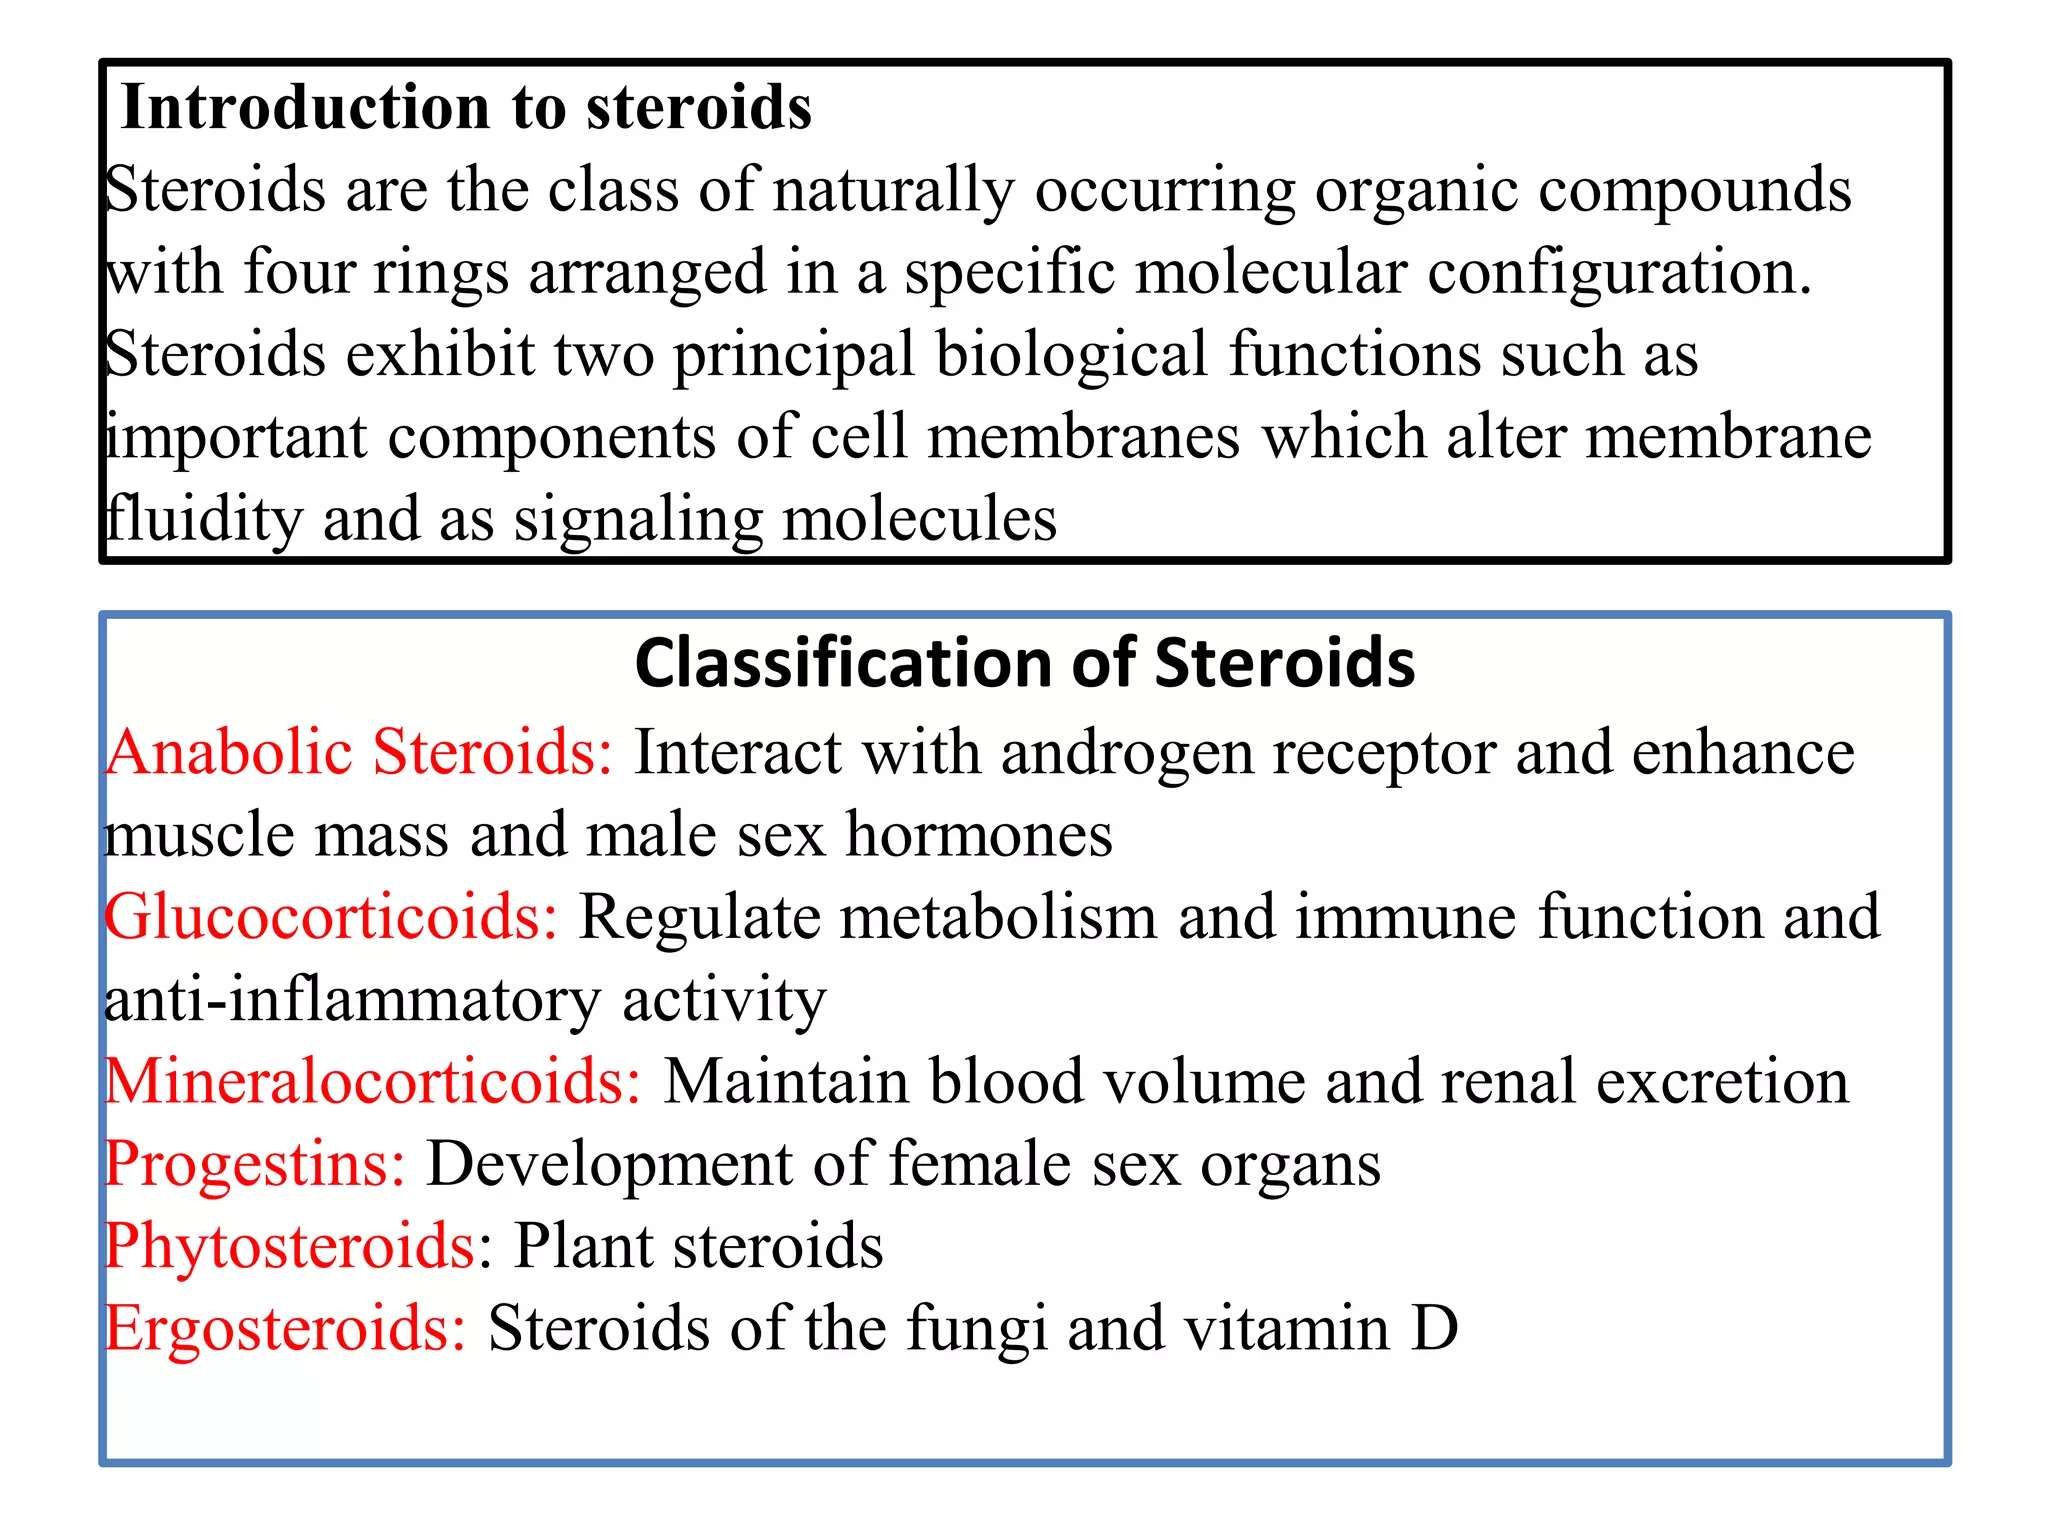 Introduction to steroids
Steroids are the class of naturally occurring organic compounds
with four rings arranged in a specific molecular configuration.
Steroids exhibit two principal biological functions such as
important components of cell membranes which alter membrane
fluidity and as signaling molecules
Classification of Steroids
Anabolic Steroids: Interact with androgen receptor and enhance
muscle mass and male sex hormones
Glucocorticoids: Regulate metabolism and immune function and
anti-inflammatory activity
Mineralocorticoids: Maintain blood volume and renal excretion
Progestins: Development of female sex organs
Phytosteroids: Plant steroids
Ergosteroids: Steroids of the fungi and vitamin D